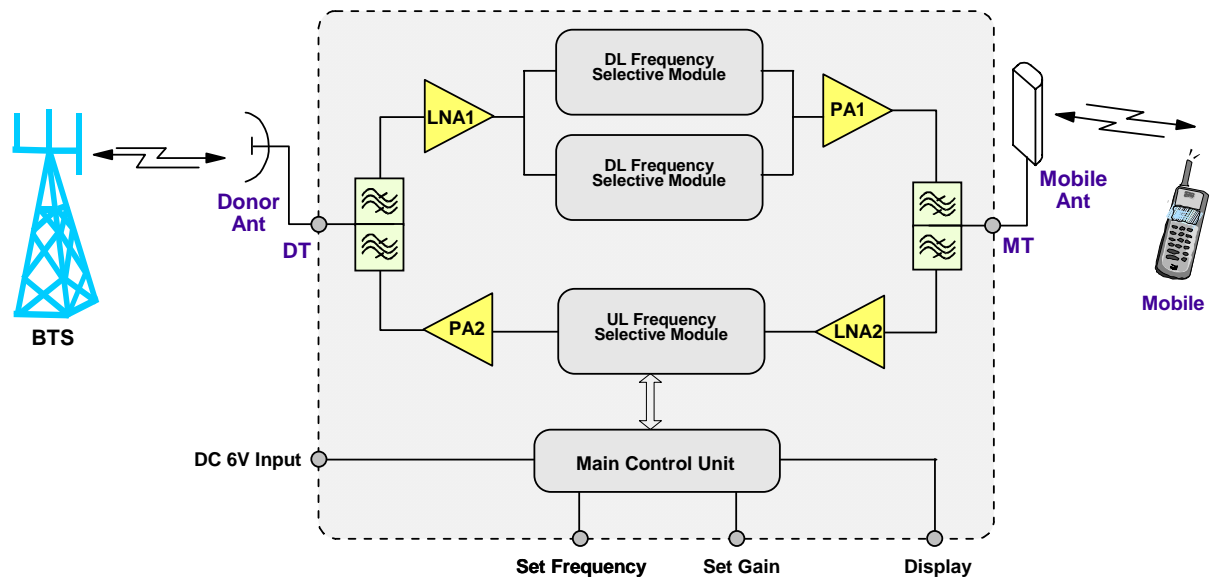 DL Frequency
Selective Module
LNA1
PA1
DL Frequency
Selective Module
Donor
Ant
Mobile
Ant
DT
MT
Mobile
BTS
PA2
UL Frequency
Selective Module
LNA2
DC 6V Input
Main Control Unit
Set Frequency
Set Gain
Display